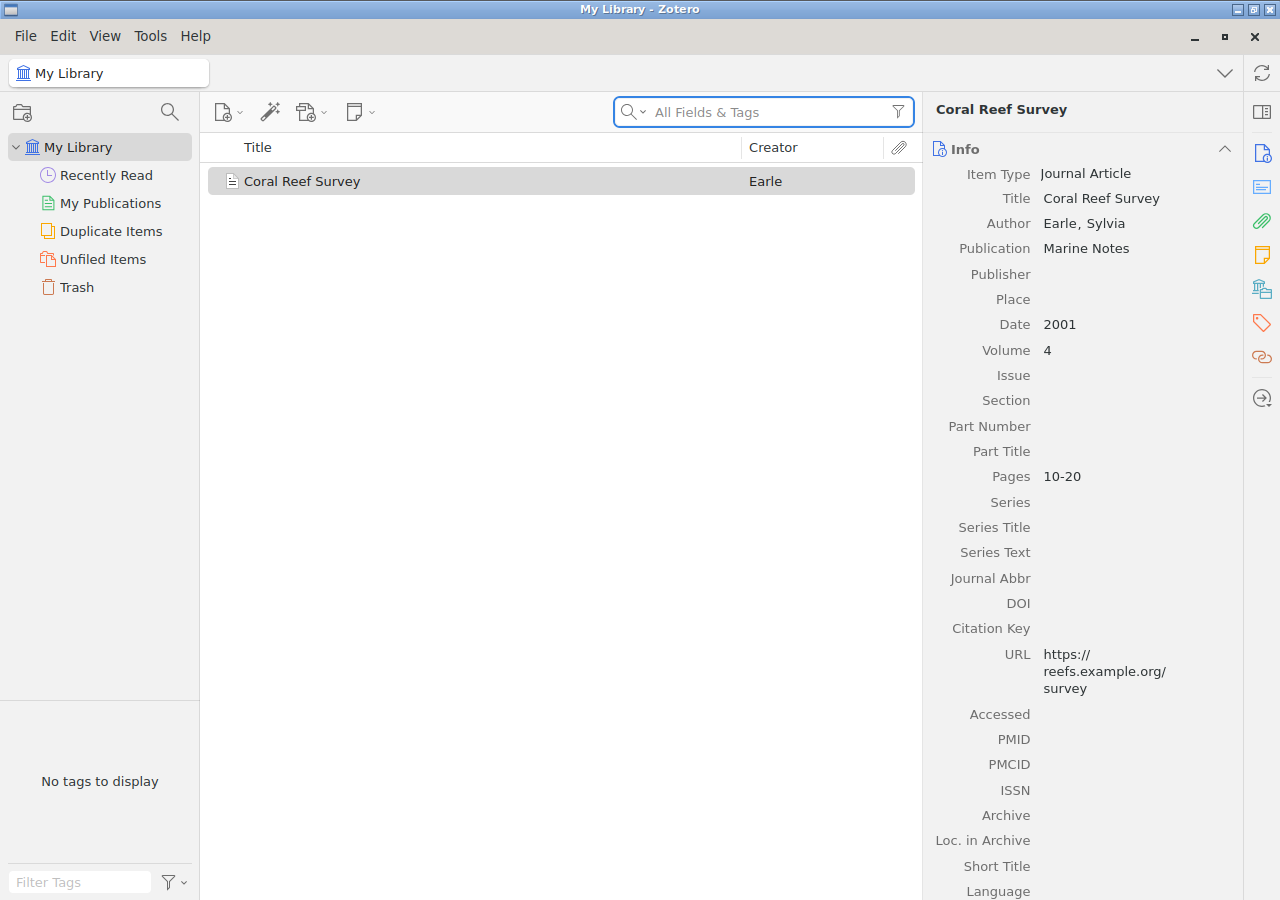 My Library - Zotero
File Edit View Tools Help
My Library
All Fields & Tags
Coral Reef Survey
My Library
Recently Read
My Publications
Duplicate Items
Unfiled Items
Trash
No tags to display
Filter Tags
Title Creator
Coral Reef Survey Earle
Info
Item Type Journal Article
Title Coral Reef Survey
Author Earle, Sylvia
Publication Marine Notes
Publisher
Place
Date 2001
Volume 4
Issue
Section
Part Number
Part Title
Pages 10-20
Series
Series Title
Series Text
Journal Abbr
DOI
Citation Key
URL https://
reefs.example.org/
survey
Accessed
PMID
PMCID
ISSN
Archive
Loc. in Archive
Short Title
Language